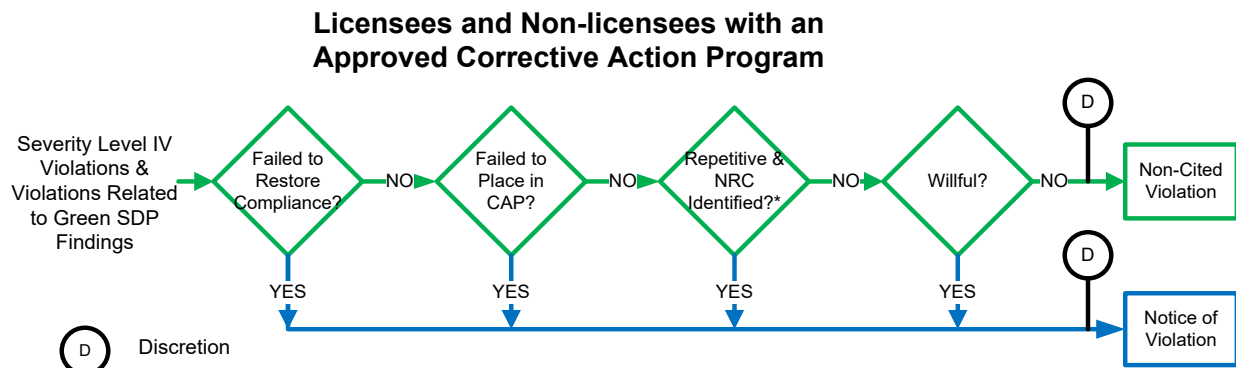 Licensees and Non-licensees with an
Approved Corrective Action Program
Severity Level IV
Violations &
Violations Related
to Green SDP
Findings
Failed to
Restore
Compliance?
NO
Failed to
Place in
CAP?
NO
Repetitive &
NRC
Identified?*
NO
Willful?
NO
D
Non-Cited
Violation
YES
YES
YES
YES
D
Notice of
Violation
D
Discretion